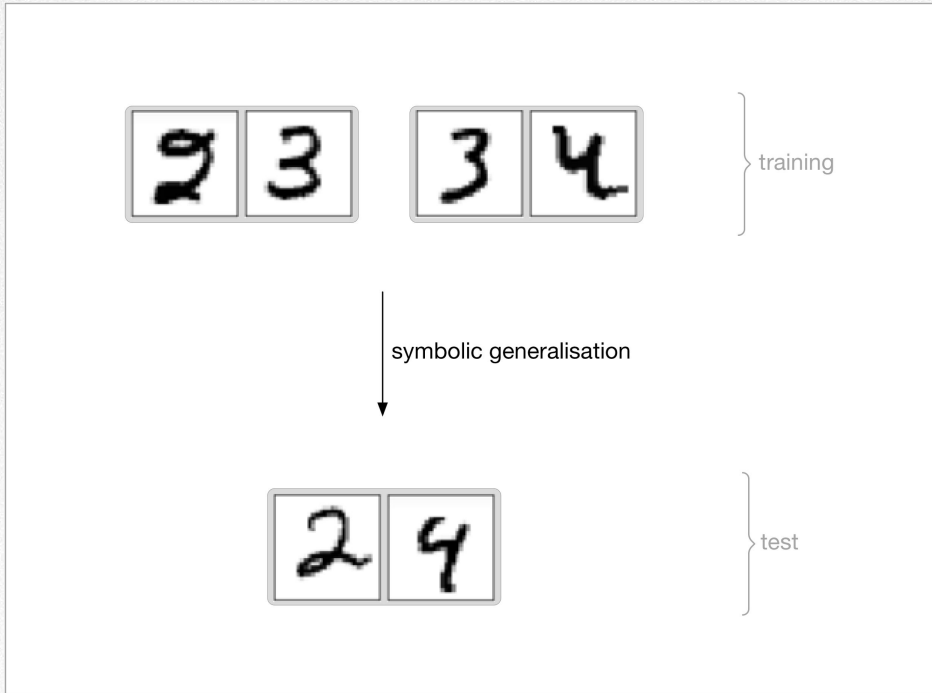 2 3 3 4
training
symbolic generalisation
2 4
test